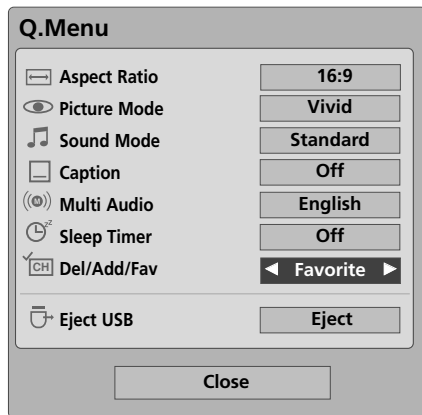 Q.Menu
Aspect Ratio 16:9
Picture Mode Vivid
Sound Mode Standard
Caption Off
(((M))) Multi Audio English
zz Sleep Timer Off
CH Del/Add/Fav ◀ Favorite ▶
Eject USB Eject
Close